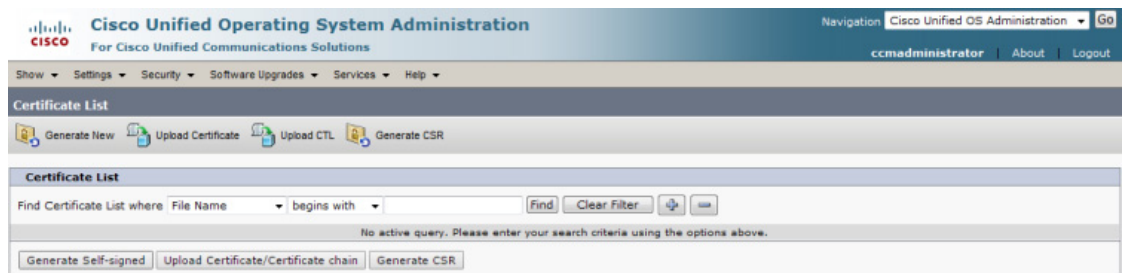 Cisco Unified Operating System Administration
Navigation Cisco Unified OS Administration Go
CISCO For Cisco Unified Communications Solutions
ccmadministrator About Logout
Show Settings Security Software Upgrades Services Help
Certificate List
Generate New Upload Certificate Upload CTL Generate CSR
Certificate List
Find Certificate List where File Name begins with Find Clear Filter
No active query. Please enter your search criteria using the options above.
Generate Self-signed Upload Certificate/Certificate chain Generate CSR